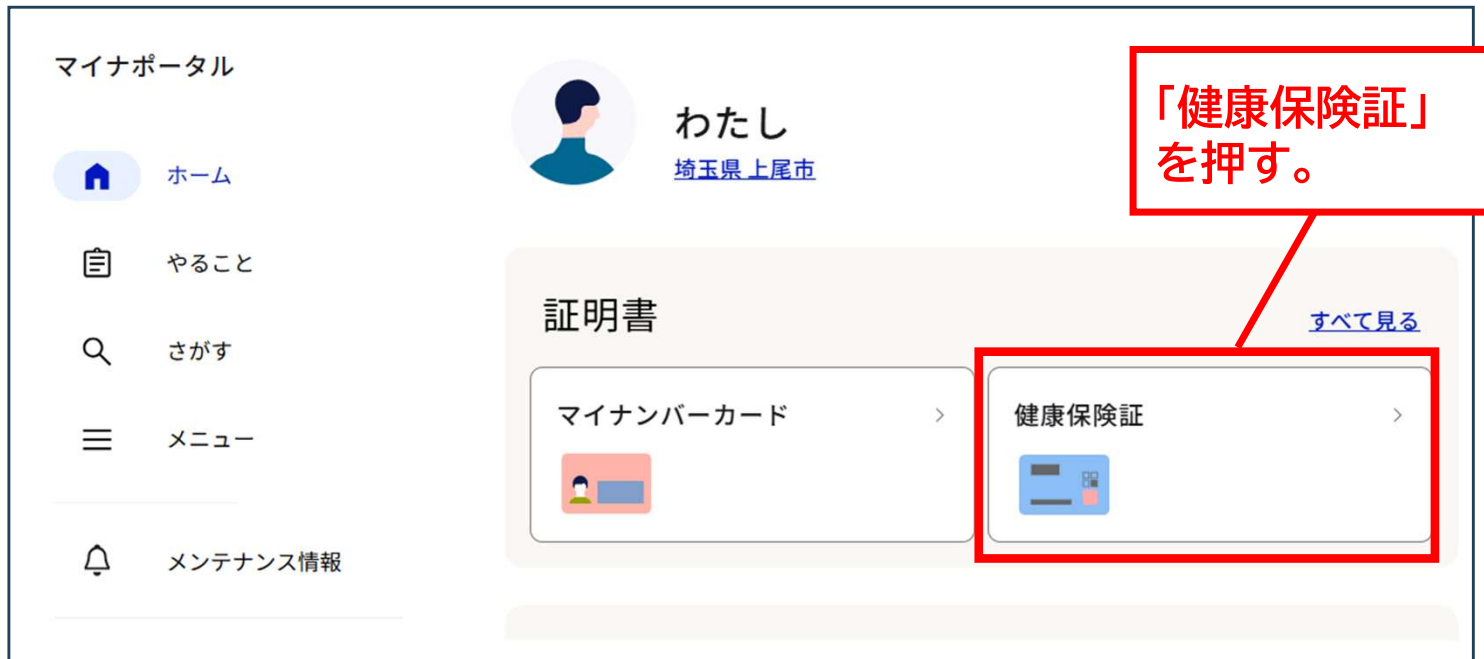 マイナポータル
ホーム
やること
さがす
メニュー
メンテナンス情報
わたし
埼玉県 上尾市
「健康保険証」
を押す。
証明書
すべて見る
マイナンバーカード
健康保険証